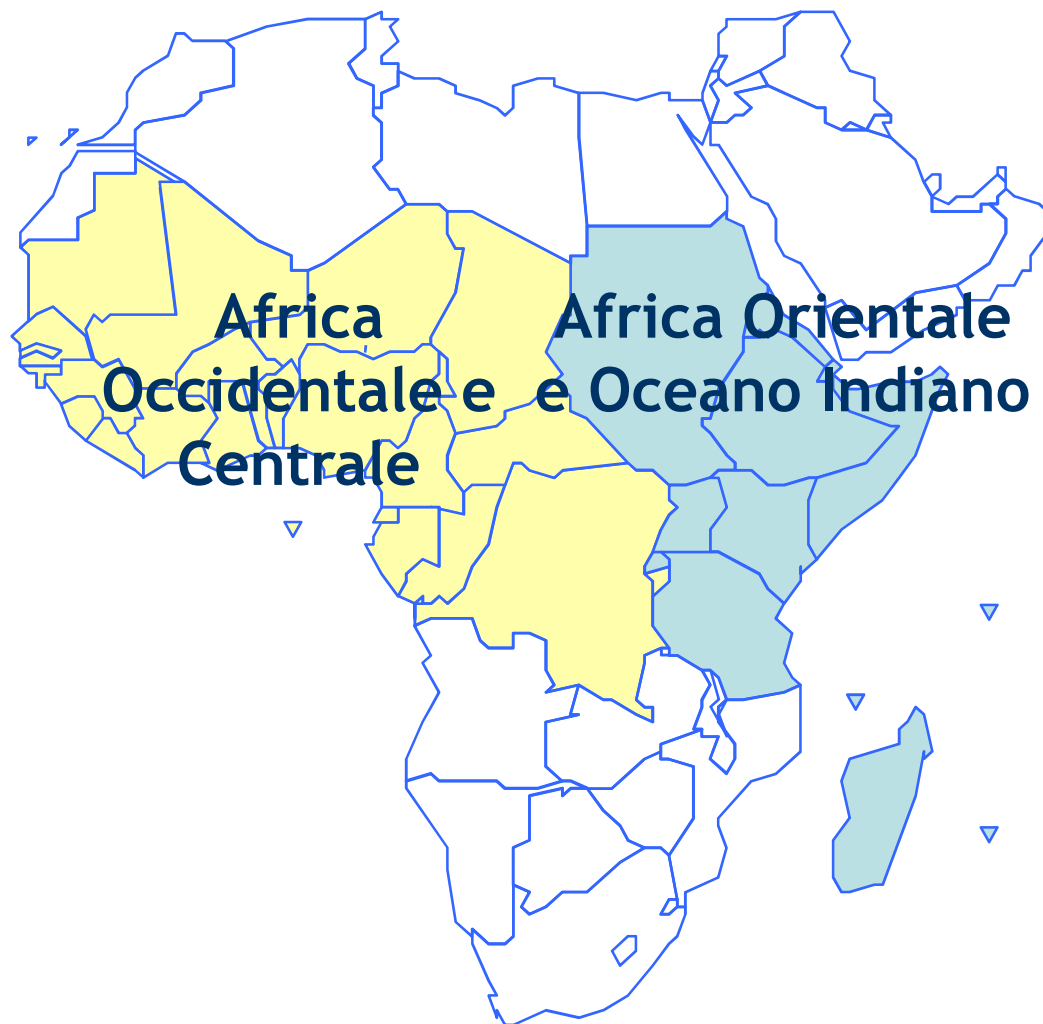 Africa
Occidentale e
Centrale
Africa Orientale
e Oceano Indiano